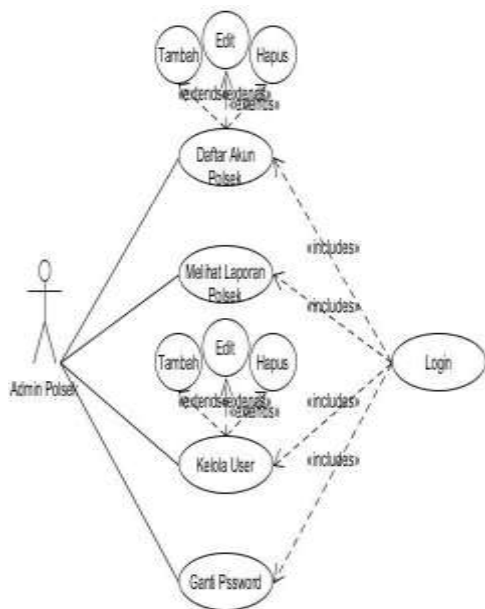 Edit
Tambah
Hapus
«extends»
«extends»
«extends»
Daftar Akun
Polsek
«includes»
Melihat Laporan
Polsek
«includes»
Admin Polsek
Edit
Tambah
Hapus
«extends»
«extends»
«extends»
Login
«includes»
Kelola User
«includes»
Ganti Pssword